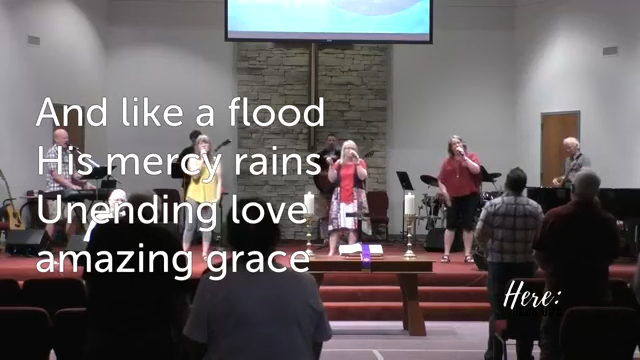 And like a flood
His mercy rains
Unending love
amazing grace
Here: